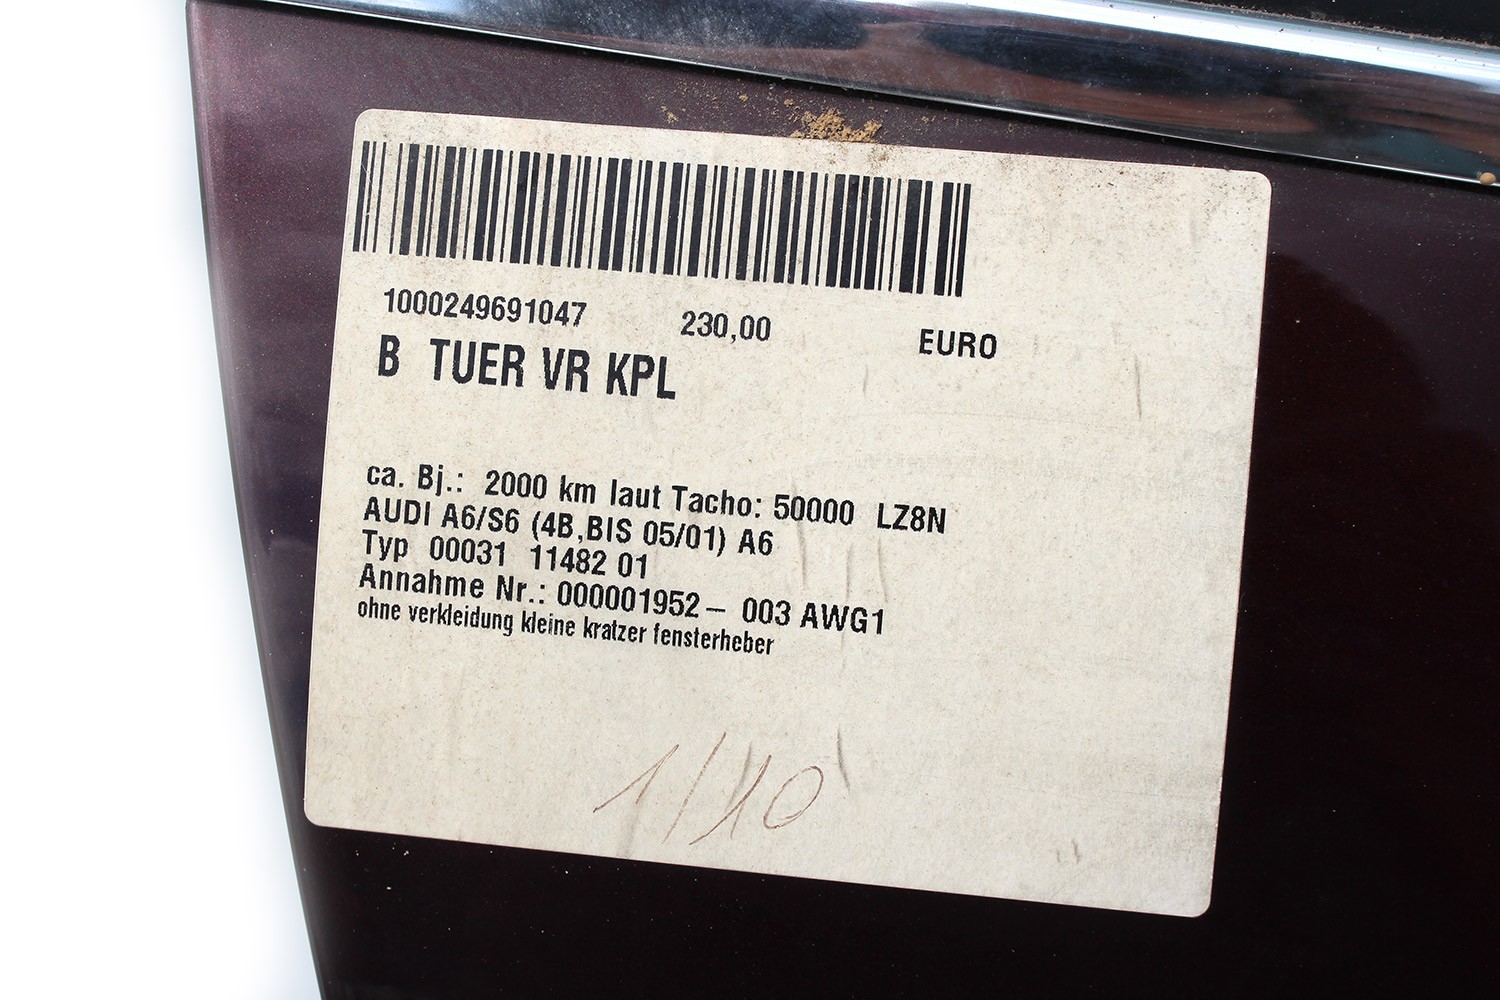 1000249691047 230,00 EURO
B TUER VR KPL
ca. Bj.: 2000 km laut Tacho: 50000 LZ8N
AUDI A6/S6 (4B,BIS 05/01) A6
Typ 00031 11482 01
Annahme Nr.: 000001952 – 003 AWG1
ohne verkleidung kleine kratzer fensterheber
1/10